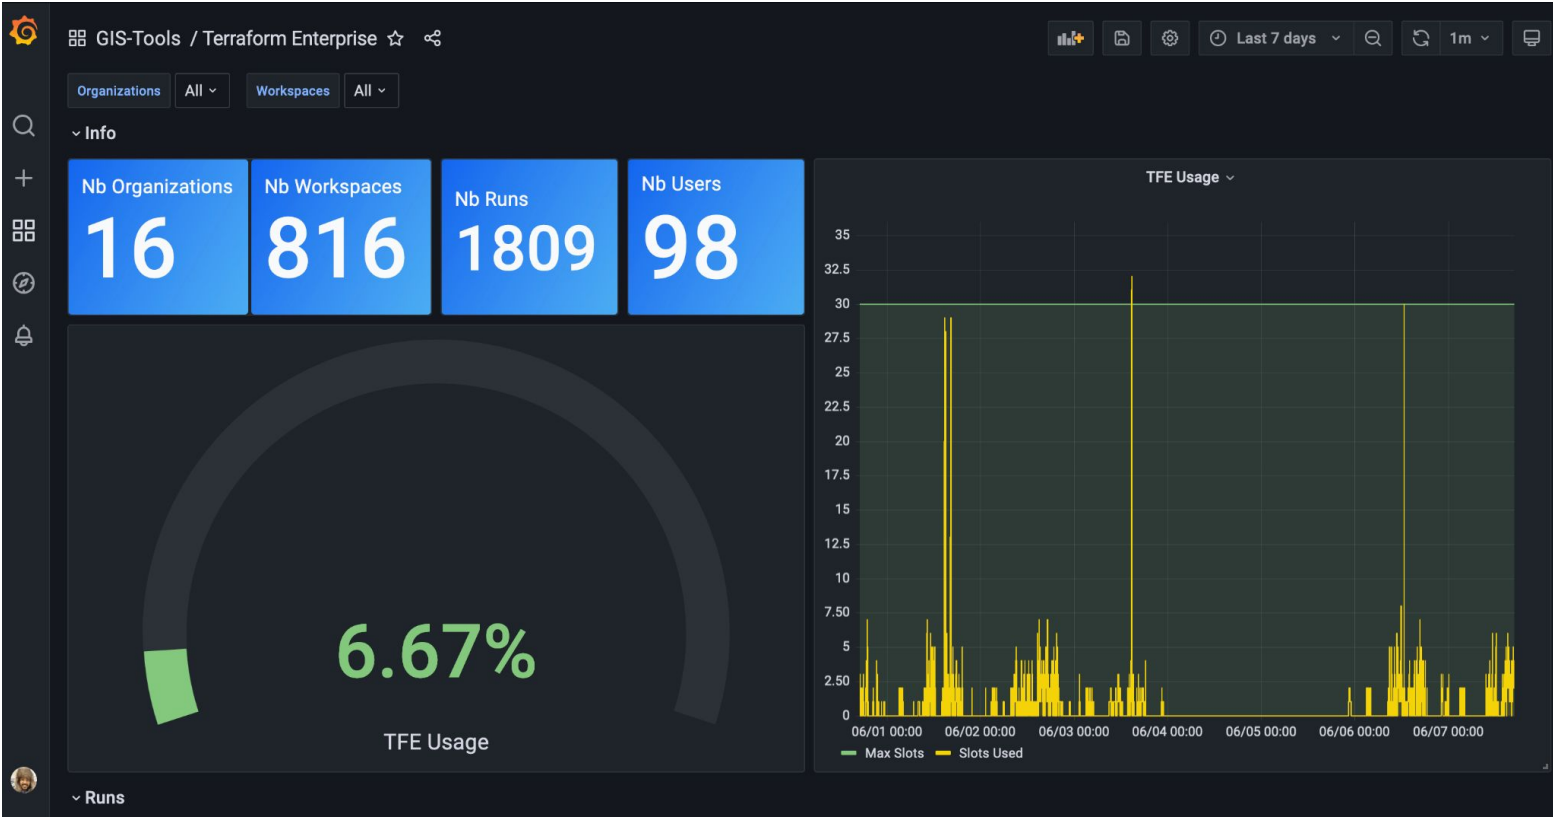 GIS-Tools / Terraform Enterprise
Last 7 days
1m
Organizations All Workspaces All
Info
Nb Organizations
16
Nb Workspaces
816
Nb Runs
1809
Nb Users
98
6.67%
TFE Usage
TFE Usage
35
32.5
30
27.5
25
22.5
20
17.5
15
12.5
10
7.50
5
2.50
0
06/01 00:00 06/02 00:00 06/03 00:00 06/04 00:00 06/05 00:00 06/06 00:00 06/07 00:00
Max Slots Slots Used
Runs